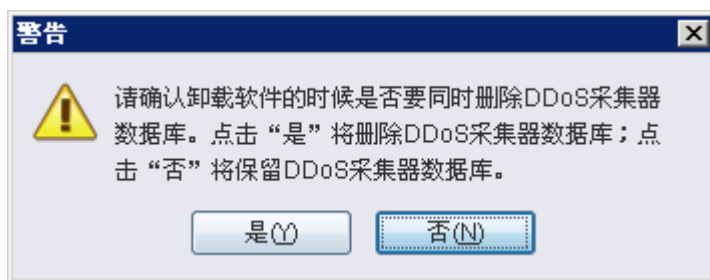 警告
请确认卸载软件的时候是否要同时删除DDoS采集器
数据库。点击“是”将删除DDoS采集器数据库；点
击“否”将保留DDoS采集器数据库。
是(Y) 否(N)